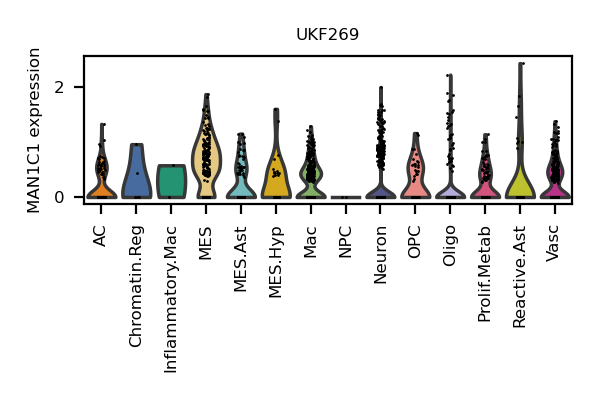 UKF269
MAN1C1 expression
2
0
AC
Chromatin.Reg
Inflammatory.Mac
MES
MES.Ast
MES.Hyp
Mac
NPC
Neuron
OPC
Oligo
Prolif.Metab
Reactive.Ast
Vasc